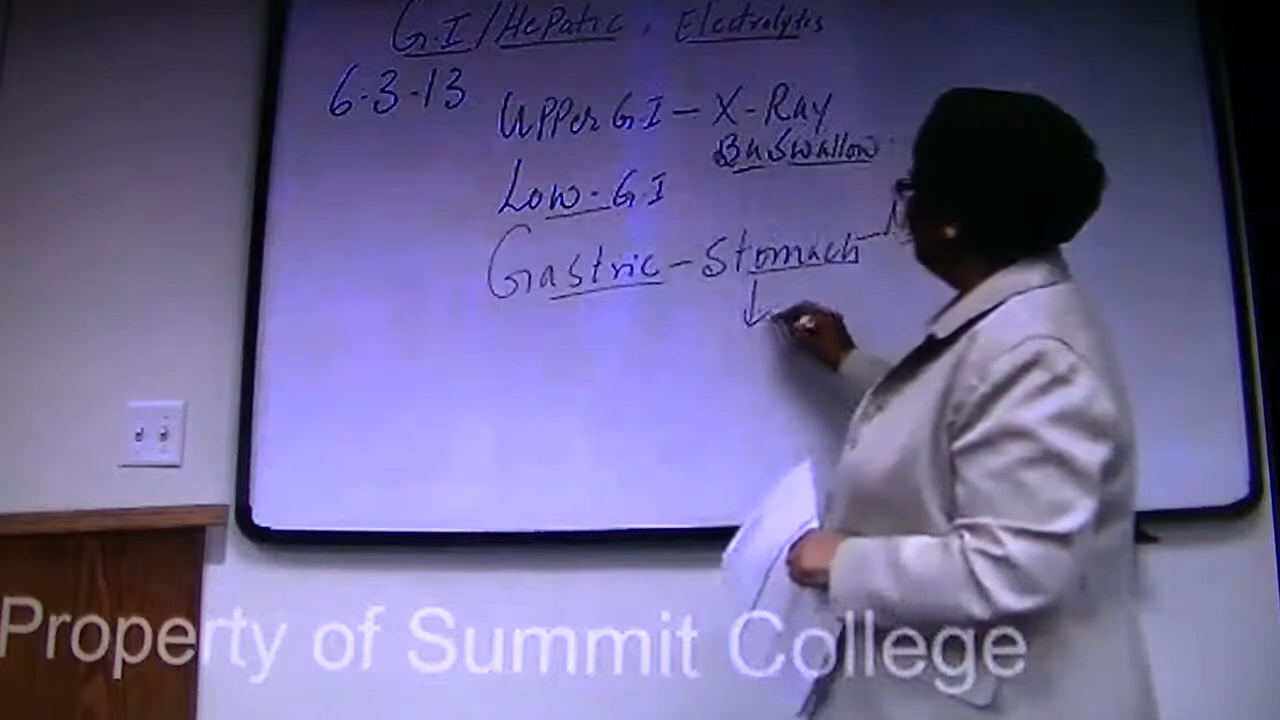 G.I/Hepatic, Electrolytes
6-3-13
Upper G.I - X-Ray
Ba Swallow
Low - G.I
Gastric - Stomach
Property of Summit College